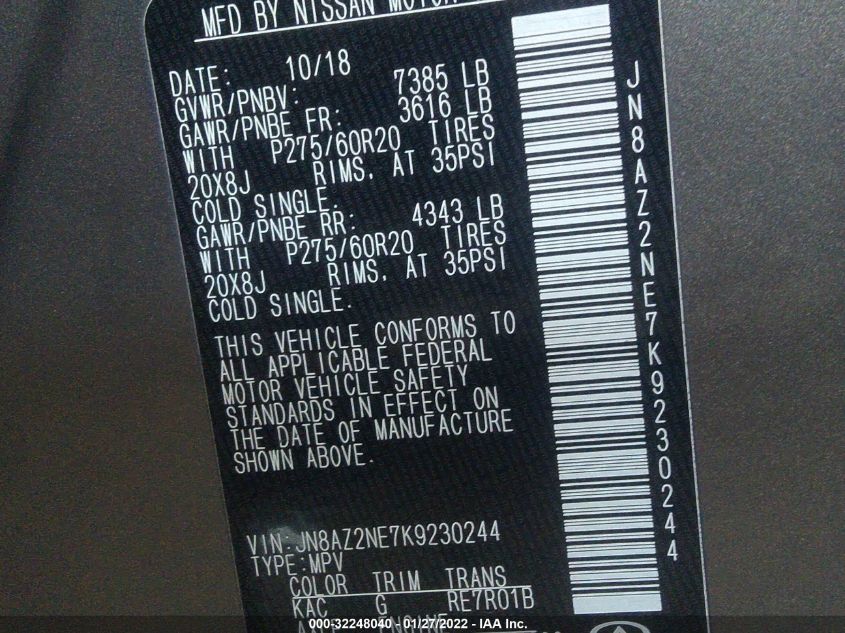 MFD BY NISSAN MOTOR
DATE: 10/18
GVWR/PNBV: 7385 LB
GAWR/PNBE FR: 3616 LB
WITH P275/60R20 TIRES
20X8J RIMS, AT 35PSI
COLD SINGLE.
GAWR/PNBE RR: 4343 LB
WITH P275/60R20 TIRES
20X8J RIMS, AT 35PSI
COLD SINGLE.
THIS VEHICLE CONFORMS TO
ALL APPLICABLE FEDERAL
MOTOR VEHICLE SAFETY
STANDARDS IN EFFECT ON
THE DATE OF MANUFACTURE
SHOWN ABOVE.
VIN:JN8AZ2NE7K9230244
TYPE:MPV
COLOR TRIM TRANS
KAC G RE7R01B
ENGINE
JN8AZ2NE7K9230244
000-32248040 - 01/27/2022 - IAA Inc.